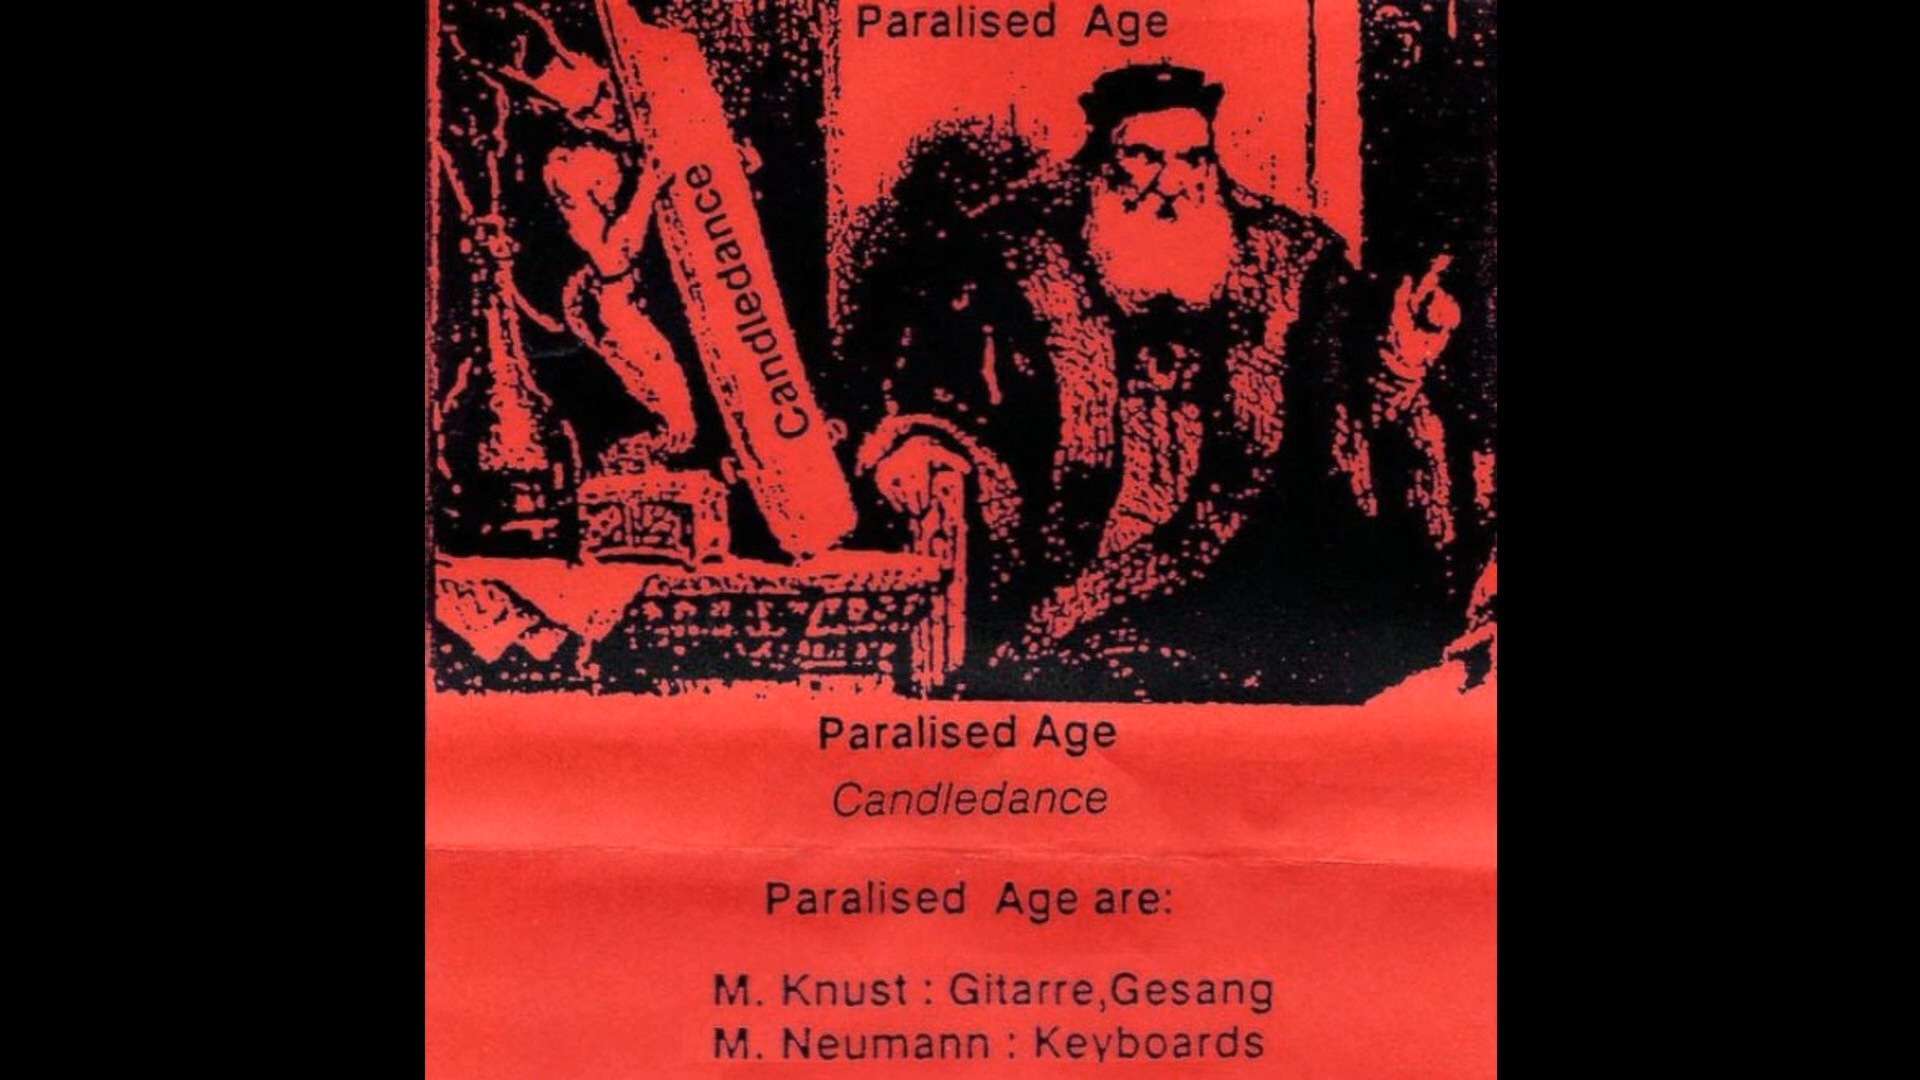 Paralised Age
Candledance
Paralised Age
Candledance
Paralised Age are:
M. Knust : Gitarre,Gesang
M. Neumann : Keyboards